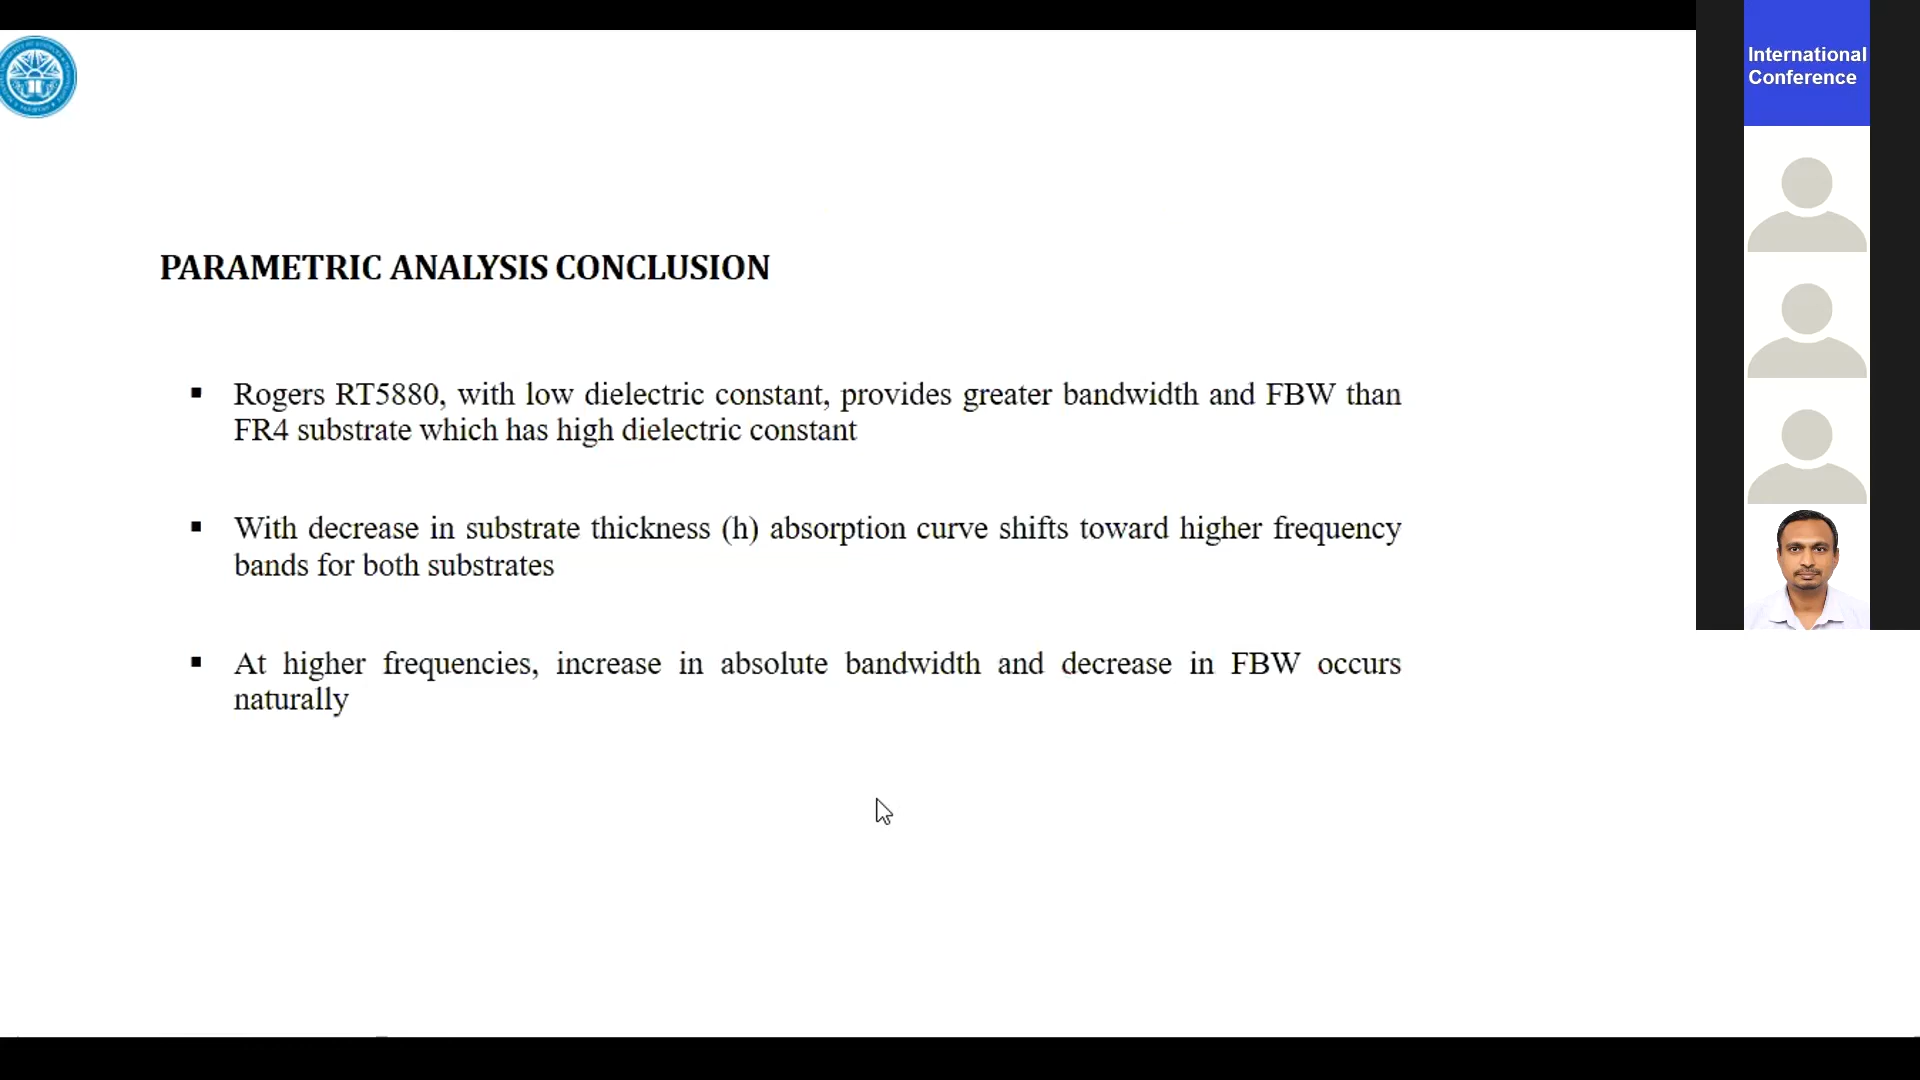 International
Conference
PARAMETRIC ANALYSIS CONCLUSION
▪ Rogers RT5880, with low dielectric constant, provides greater bandwidth and FBW than
FR4 substrate which has high dielectric constant
▪ With decrease in substrate thickness (h) absorption curve shifts toward higher frequency
bands for both substrates
▪ At higher frequencies, increase in absolute bandwidth and decrease in FBW occurs
naturally